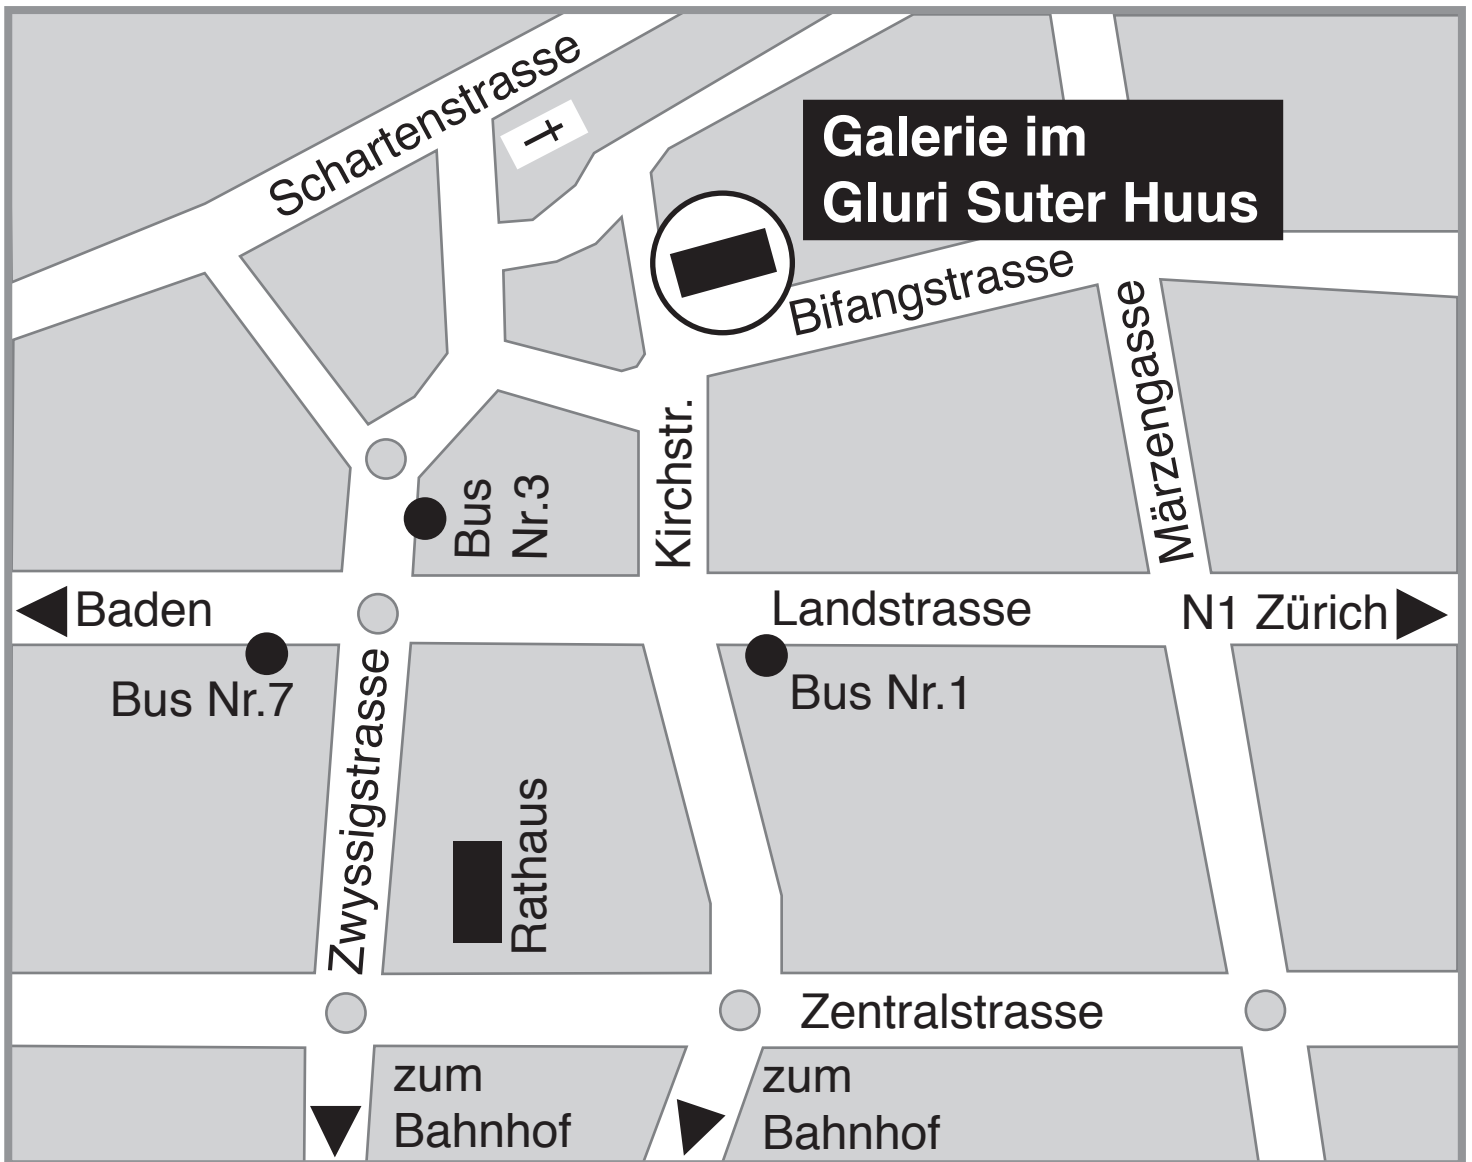 Schartenstrasse
Galerie im
Gluri Suter Huus
Bifangstrasse
Märzengasse
Kirchstr.
Bus
Nr.3
Baden
Landstrasse
N1 Zürich
Bus Nr.7
Bus Nr.1
Zwyssigstrasse
Rathaus
Zentralstrasse
zum
Bahnhof
zum
Bahnhof